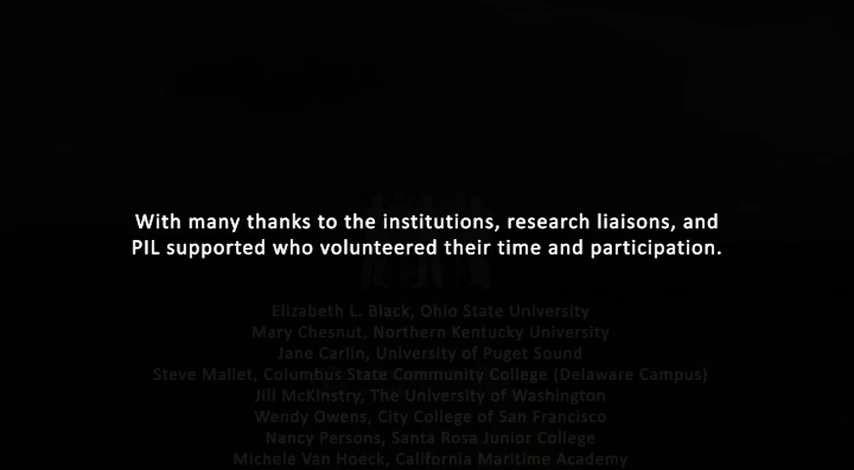 With many thanks to the institutions, research liaisons, and
PIL supported who volunteered their time and participation.
Elizabeth L. Black, Ohio State University
Mary Chesnut, Northern Kentucky University
Jane Carlin, University of Puget Sound
Steve Mallet, Columbus State Community College (Delaware Campus)
Jill McKInstry, The University of Washington
Wendy Owens, City College of San Francisco
Nancy Persons, Santa Rosa Junior College
Michele Van Hoeck, California Maritime Academy